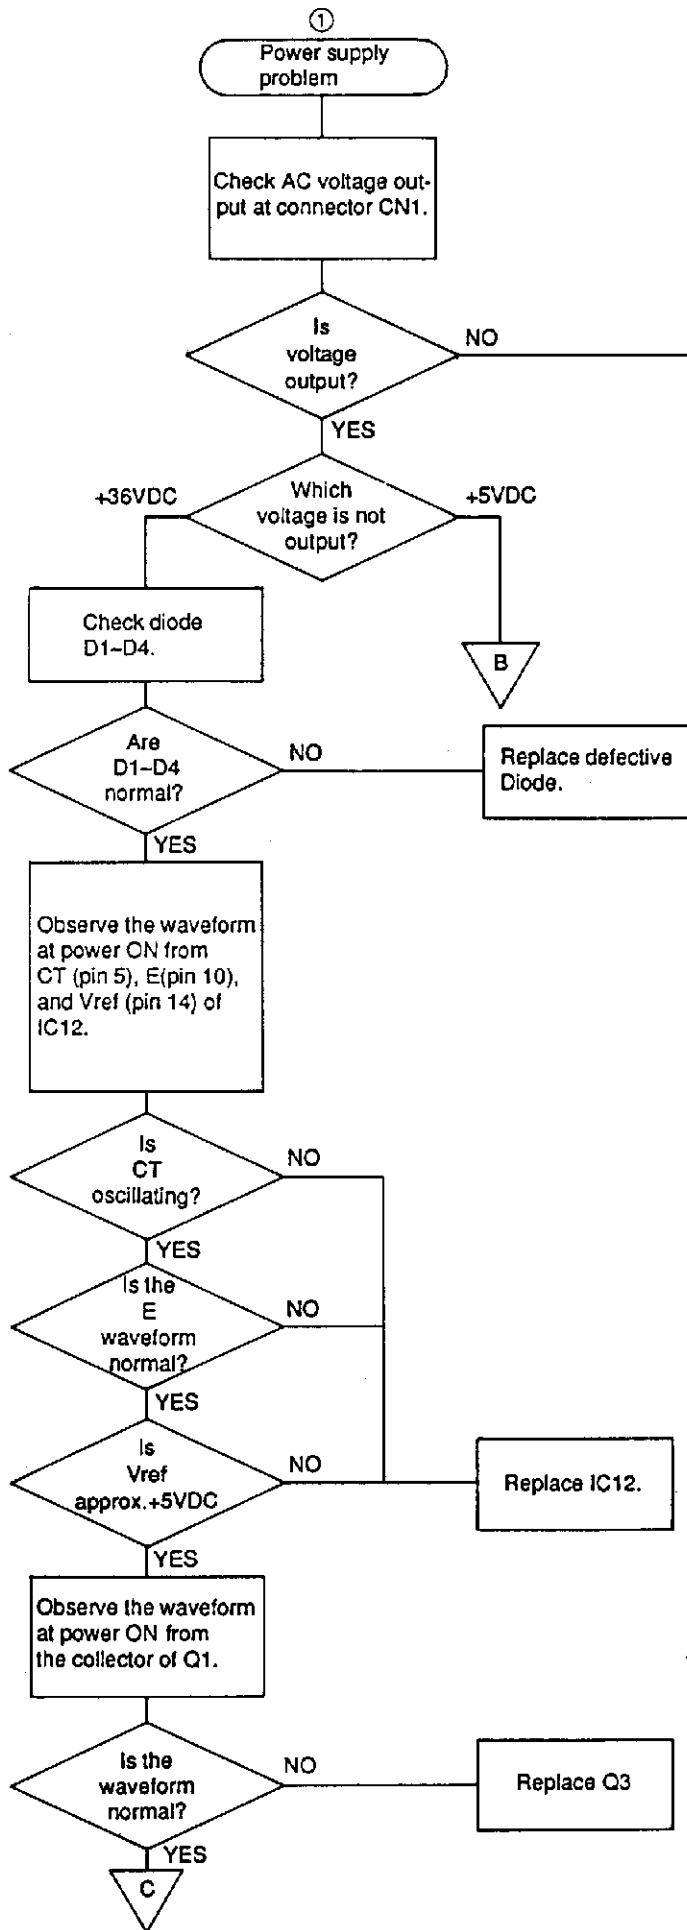 1
Power supply
problem
Check AC voltage out-
put at connector CN1.
Is
voltage
output?
NO
YES
Which
voltage is not
output?
+36VDC
+5VDC
Check diode
D1~D4.
B
Are
D1~D4
normal?
NO
Replace defective
Diode.
YES
Observe the waveform
at power ON from
CT (pin 5), E(pin 10),
and Vref (pin 14) of
IC12.
Is
CT
oscillating?
NO
YES
Is the
E
waveform
normal?
NO
YES
Is
Vref
approx.+5VDC
NO
Replace IC12.
YES
Observe the waveform
at power ON from
the collector of Q1.
Is the
waveform
normal?
NO
Replace Q3
YES
C